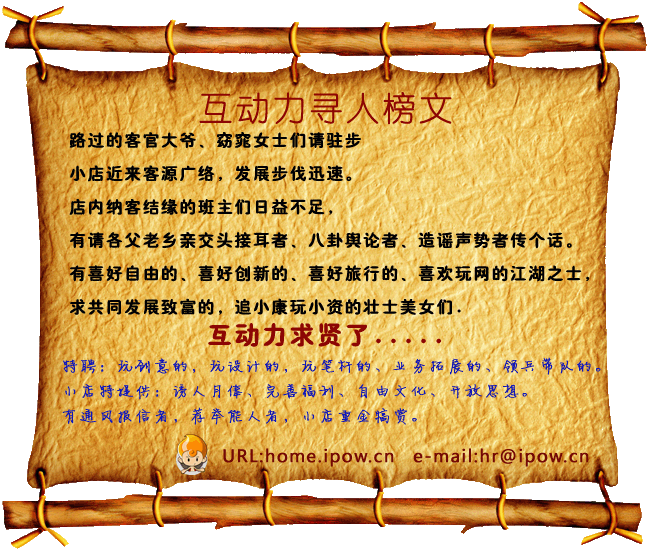 互动力寻人榜文
路过的客官大爷、窈窕女士们请驻步
小店近来客源广络，发展步伐迅速。
店内纳客结缘的班主们日益不足，
有请各父老乡亲交头接耳者、八卦舆论者、造谣声势者传个话。
有喜好自由的、喜好创新的、喜好旅行的、喜欢玩网的江湖之士，
求共同发展致富的，追小康玩小资的壮士美女们.
互动力求贤了.....
特聘：玩创意的，玩设计的，玩笔杆的、业务拓展的、领兵带队的。
小店特提供：诱人月俸、完善福利、自由文化、开放思想。
有通风报信者，荐举能人者，小店重金犒赏。
URL:home.ipow.cn e-mail:hr@ipow.cn